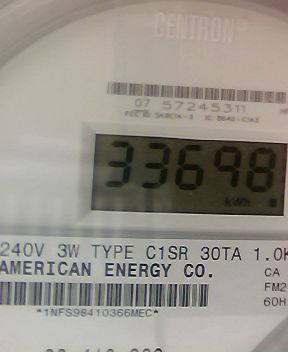 CENTRON®
07 57245311
33698
kWh
240V 3W TYPE C1SR 30TA 1.0K
AMERICAN ENERGY CO.
CA
FM2
60H
*1NFS98410366MEC*